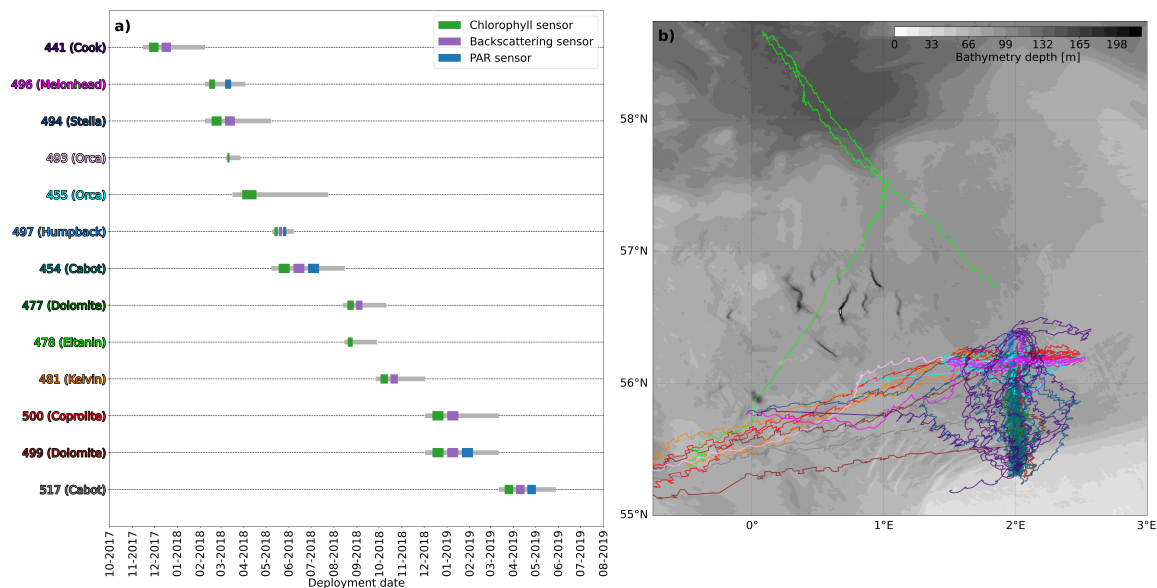 a)
Chlorophyll sensor
Backscattering sensor
PAR sensor
441 (Cook)
496 (Melonhead)
494 (Stella)
493 (Orca)
455 (Orca)
497 (Humpback)
454 (Cabot)
477 (Dolomite)
478 (Eltanin)
481 (Kelvin)
500 (Coprolite)
499 (Dolomite)
517 (Cabot)
10-2017
11-2017
12-2017
01-2018
02-2018
03-2018
04-2018
05-2018
06-2018
07-2018
08-2018
09-2018
10-2018
11-2018
12-2018
12-2019
02-2019
03-2019
04-2019
05-2019
06-2019
07-2019
08-2019
Deployment date
b)
0 33 66 99 132 165 198
Bathymetry depth [m]
58°N
57°N
56°N
55°N
0° 1°E 2°E 3°E